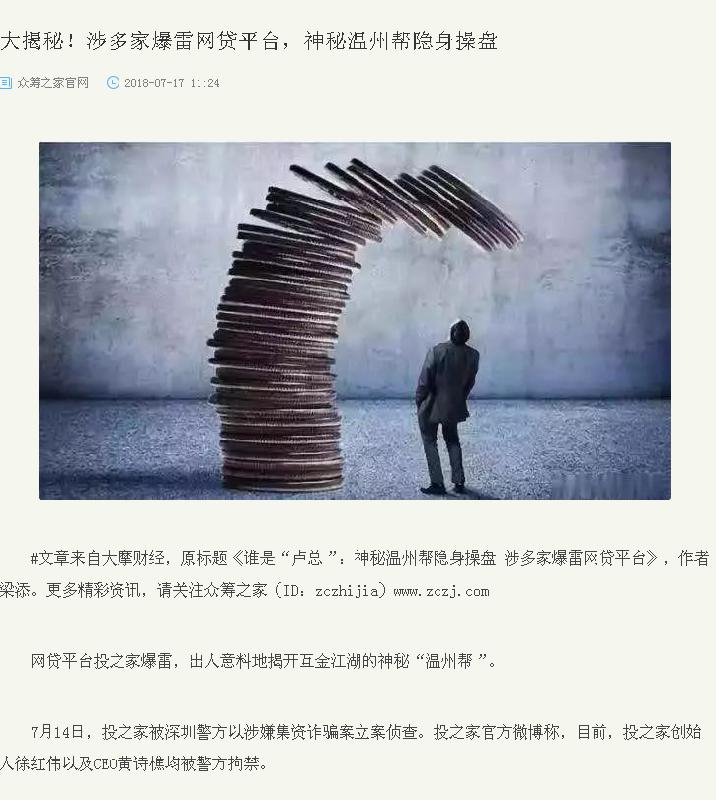 大揭秘！涉多家爆雷网贷平台，神秘温州帮隐身操盘
众筹之家官网 2018-07-17 11:24
#文章来自大摩财经，原标题《谁是“卢总 ”：神秘温州帮隐身操盘 涉多家爆雷网贷平台》，作者
梁添。更多精彩资讯，请关注众筹之家（ID：zczhijia）www.zczj.com
网贷平台投之家爆雷，出人意料地揭开互金江湖的神秘“温州帮 ”。
7月14日，投之家被深圳警方以涉嫌集资诈骗案立案侦查。投之家官方微博称，目前，投之家创始
人徐红伟以及CEO黄诗樵均被警方拘禁。